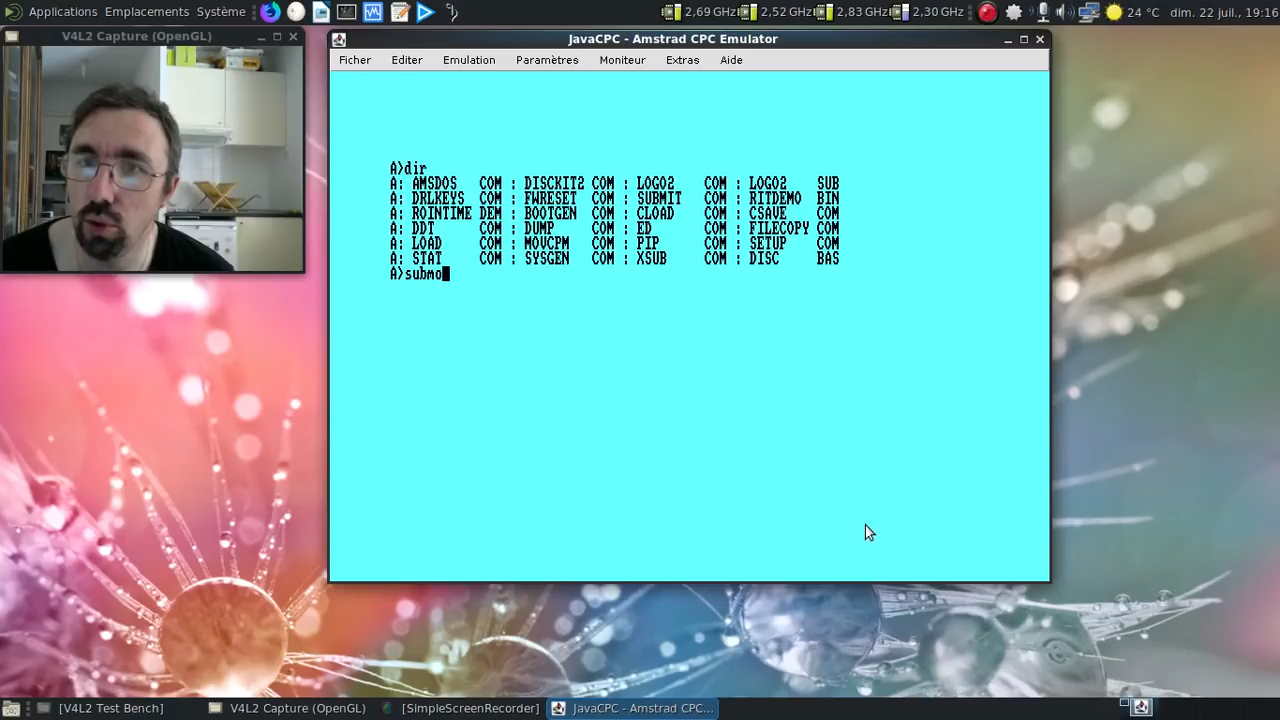 Applications Emplacements Système 2,69 GHz 2,52 GHz 2,83 GHz 2,30 GHz 24 °C dim. 22 juil., 19:16
V4L2 Capture (OpenGL)
JavaCPC - Amstrad CPC Emulator
Ficher Editer Emulation Paramètres Moniteur Extras Aide
A>dir
A: AMSDOS COM : DISCKIT2 COM : LOGO2 COM : LOGO2 SUB
A: DRLKEYS COM : FWRESET COM : SUBMIT COM : RITDEMO BIN
A: ROINTIME DEM : BOOTGEN COM : CLOAD COM : CSAVE COM
A: DDT COM : DUMP COM : ED COM : FILECOPY COM
A: LOAD COM : MOVCPM COM : PIP COM : SETUP COM
A: STAT COM : SYSGEN COM : XSUB COM : DISC BAS
A>submo
[V4L2 Test Bench] V4L2 Capture (OpenGL) [SimpleScreenRecorder] JavaCPC - Amstrad CPC...